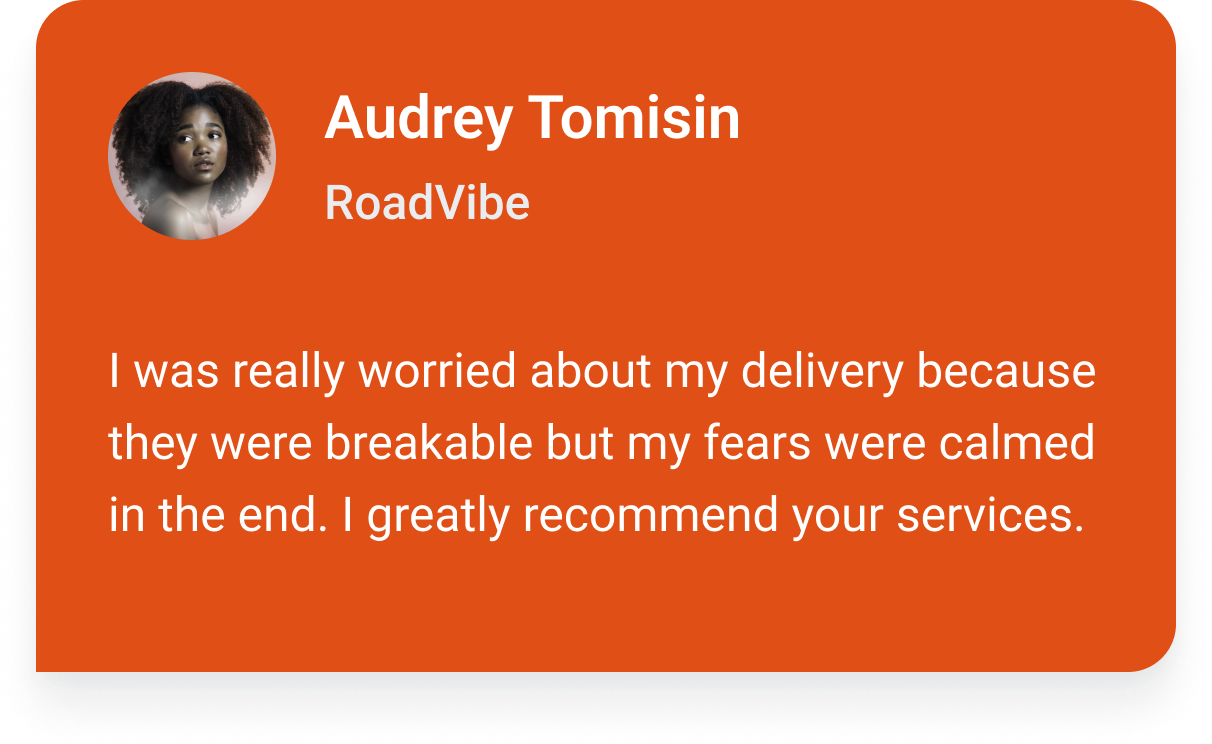 Audrey Tomisin
RoadVibe
I was really worried about my delivery because
they were breakable but my fears were calmed
in the end. I greatly recommend your services.